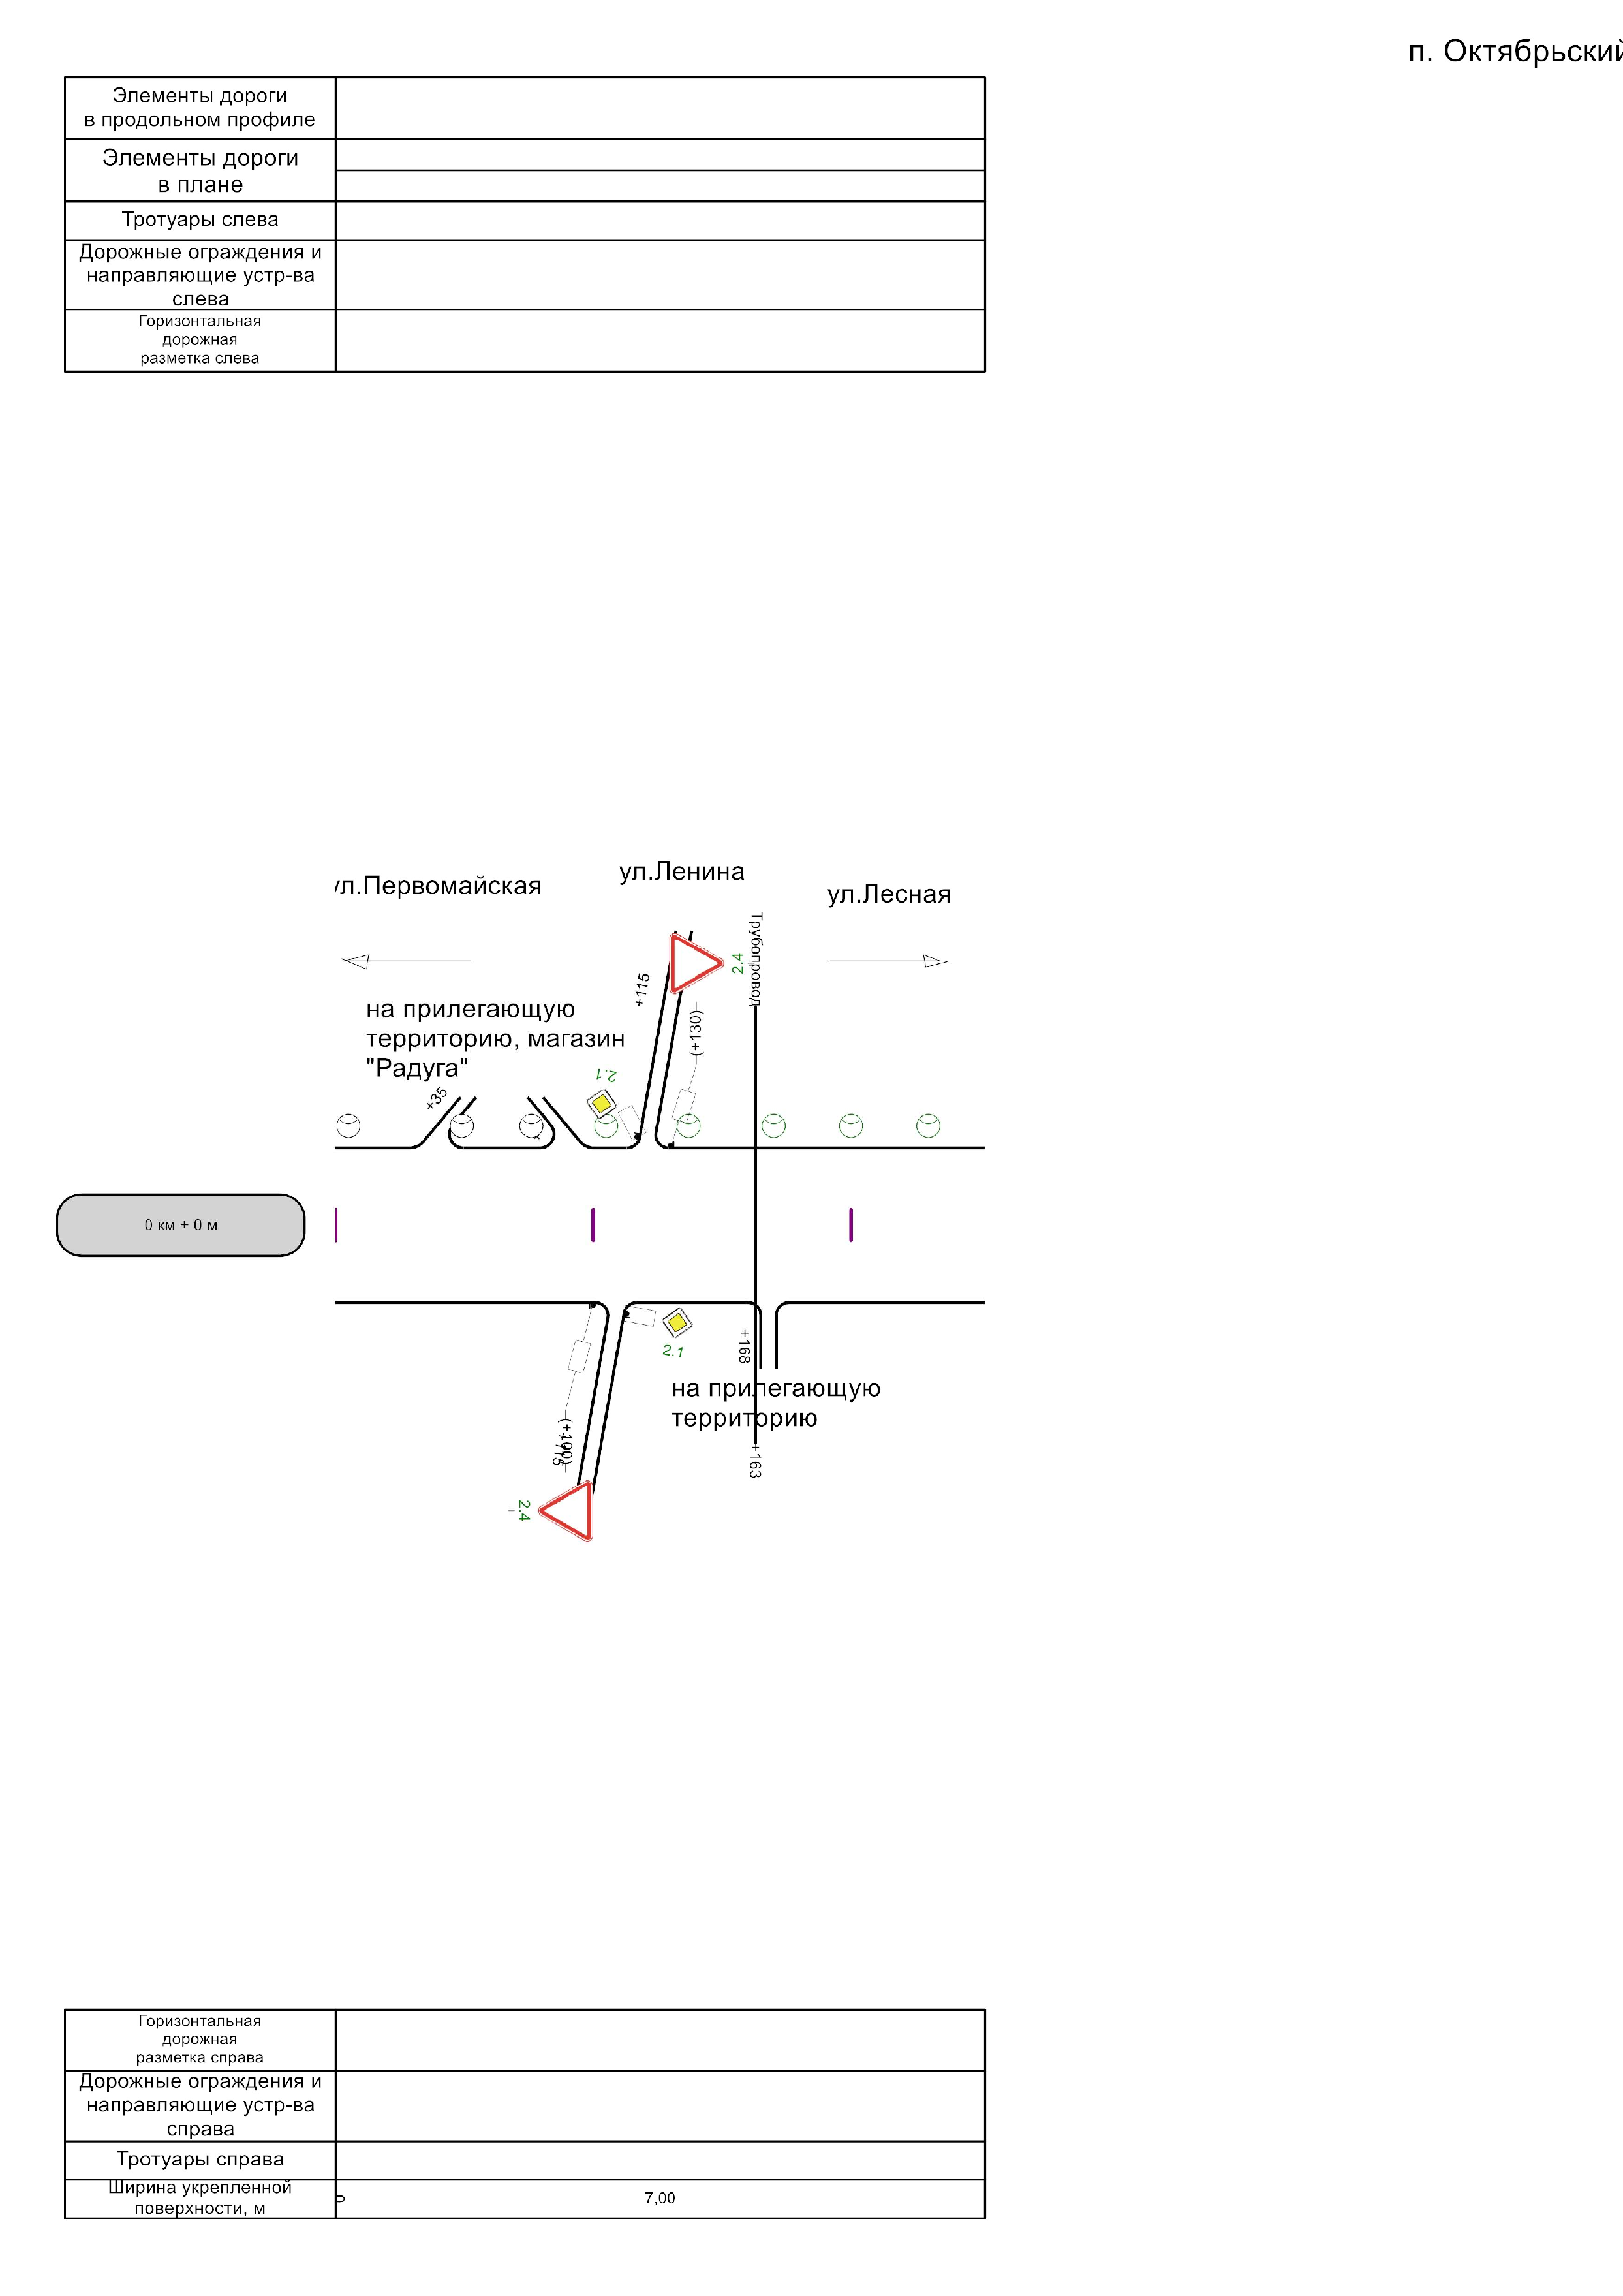 п. Октябрьский
Элементы дороги
в продольном профиле
Элементы дороги
в плане
Тротуары слева
Дорожные ограждения и
направляющие устр-ва
слева
Горизонтальная
дорожная
разметка слева
ул.Ленина
ул.Первомайская
ул.Лесная
Трубопровод
2.4
+115
на прилегающую
территорию, магазин
"Радуга"
(+130)
2.1
+35
0 км + 0 м
2.1
+168
на прилегающую
территорию
(+100)
+163
2.4
Горизонтальная
дорожная
разметка справа
Дорожные ограждения и
направляющие устр-ва
справа
Тротуары справа
Ширина укрепленной
поверхности, м
7,00